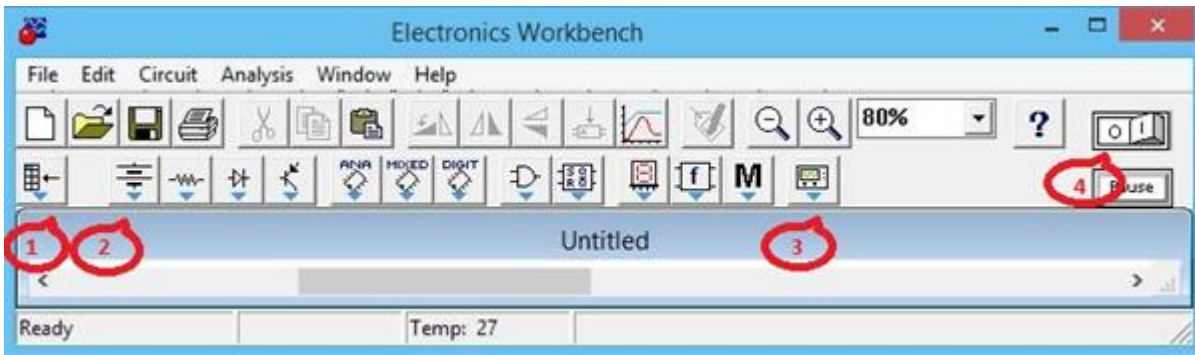 Electronics Workbench
File Edit Circuit Analysis Window Help
80% ?
ANA MIXED DIGIT f M
4 Pause
1 2 Untitled 3
Ready Temp: 27